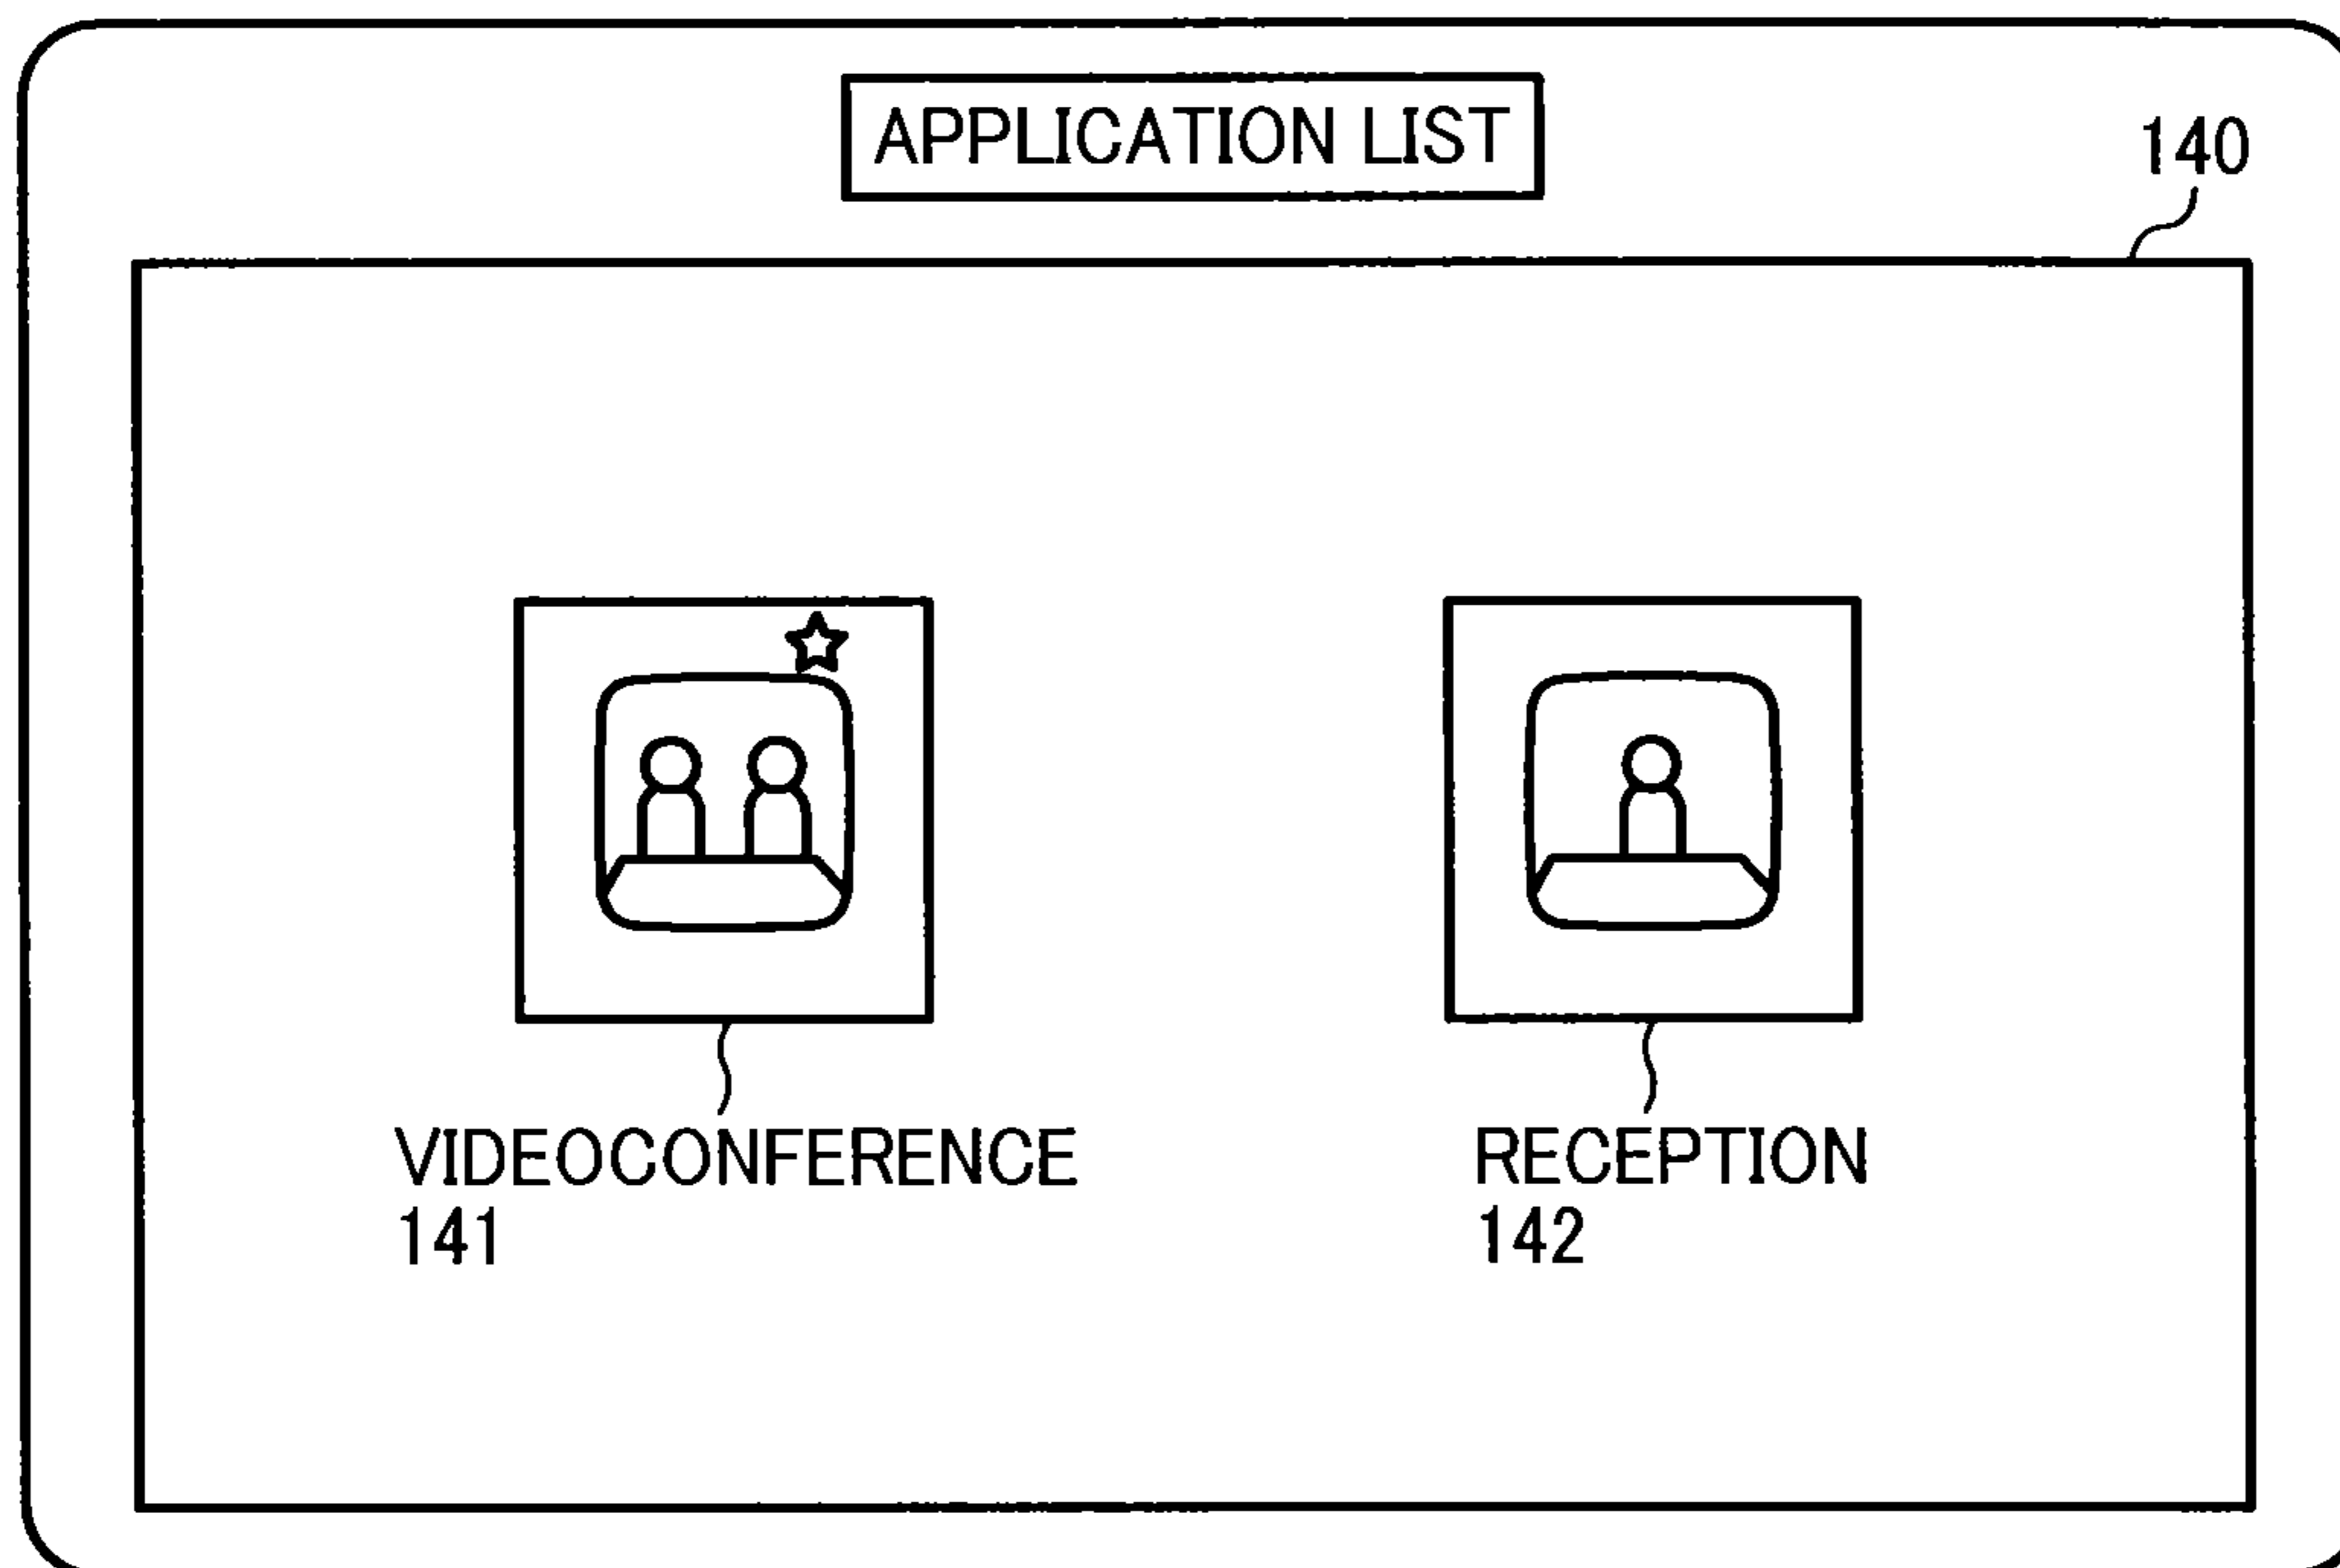 APPLICATION LIST
140
VIDEOCONFERENCE
141
RECEPTION
142